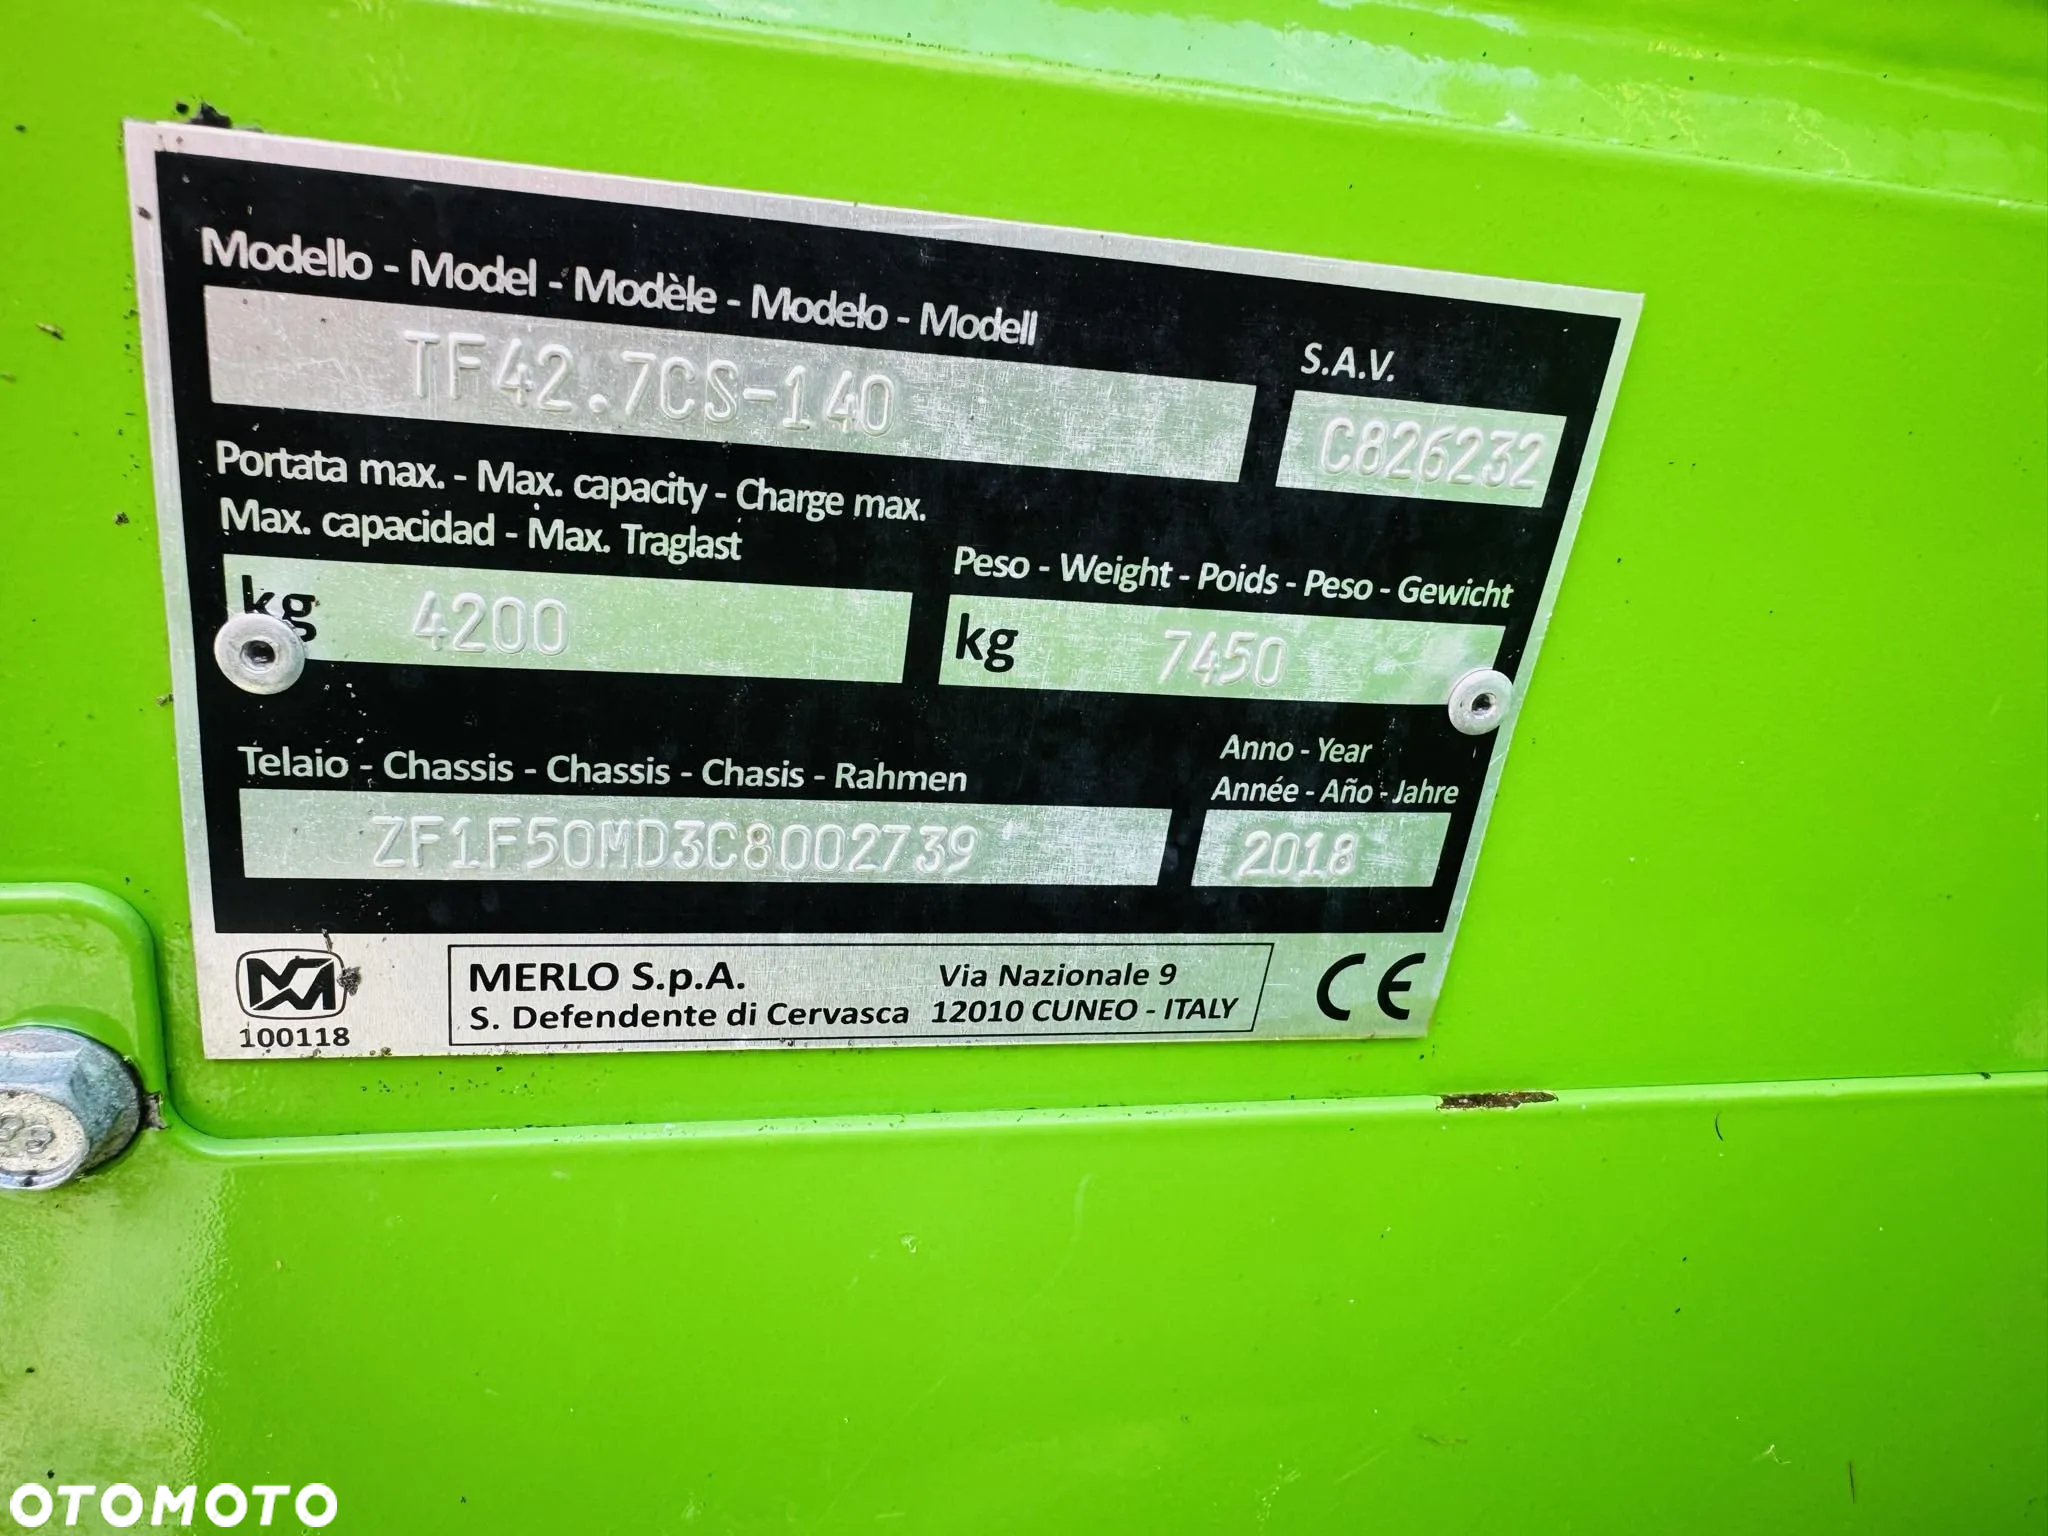 Modello - Model - Modèle - Modelo - Modell
TF42.7CS-140
S.A.V.
C826232
Portata max. - Max. capacity - Charge max.
Max. capacidad - Max. Traglast
kg 4200
Peso - Weight - Poids - Peso - Gewicht
kg 7450
Telaio - Chassis - Chassis - Chasis - Rahmen
ZF1F50MD3C8002739
Anno - Year
Année - Año - Jahre
2018
100118
MERLO S.p.A.
S. Defendente di Cervasca
Via Nazionale 9
12010 CUNEO - ITALY
CE
OTOMOTO